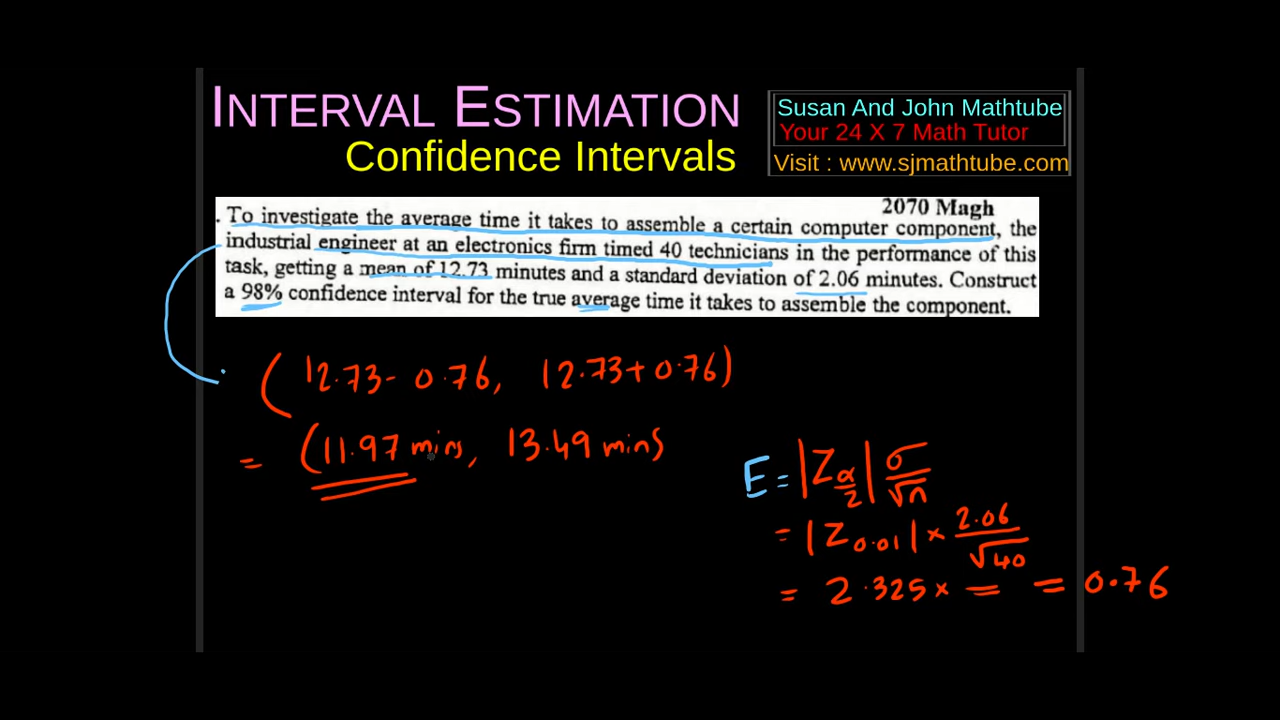 INTERVAL ESTIMATION
Confidence Intervals
Susan And John Mathtube
Your 24 X 7 Math Tutor
Visit : www.sjmathtube.com
2070 Magh
. To investigate the average time it takes to assemble a certain computer component, the
industrial engineer at an electronics firm timed 40 technicians in the performance of this
task, getting a mean of 12.73 minutes and a standard deviation of 2.06 minutes. Construct
a 98% confidence interval for the true average time it takes to assemble the component.
(12.73 - 0.76, 12.73 + 0.76)
= (11.97 mins, 13.49 mins)
E = |Z α/2| σ/√n
= |Z 0.01| × 2.06/√40
= 2.325 × = = 0.76